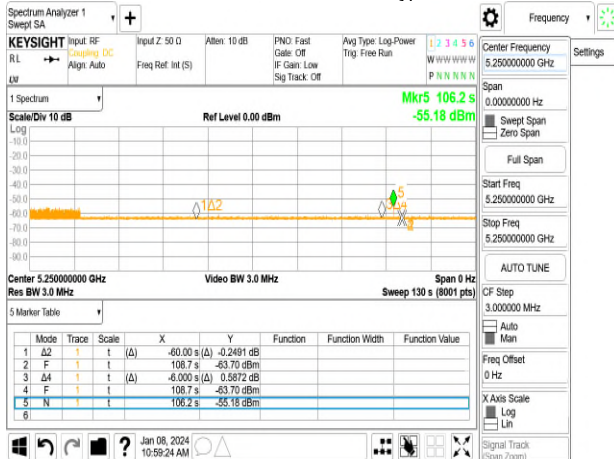 Spectrum Analyzer 1
Swept SA
+
Frequency
Settings
KEYSIGHT
RL
Input: RF
Coupling: DC
Align: Auto
Input Z: 50 Ω
Freq Ref: Int (S)
Atten: 10 dB
PNO: Fast
Gate: Off
IF Gain: Low
Sig Track: Off
Avg Type: Log-Power
Trig: Free Run
1 2 3 4 5 6
W W W W W W
P N N N N N
1 Spectrum
Mkr5 106.2 s
-55.18 dBm
Scale/Div 10 dB
Ref Level 0.00 dBm
Log
-10.0
-20.0
-30.0
-40.0
-50.0
-60.0
-70.0
-80.0
-90.0
1Δ2
5
3Δ4
Center 5.250000000 GHz
Video BW 3.0 MHz
Span 0 Hz
Res BW 3.0 MHz
Sweep 130 s (8001 pts)
5 Marker Table
Mode Trace Scale X Y Function Function Width Function Value
1 Δ2 1 t (Δ) -60.00 s (Δ) -0.2491 dB
2 F 1 t 108.7 s -63.70 dBm
3 Δ4 1 t (Δ) -6.000 s (Δ) 0.5872 dB
4 F 1 t 108.7 s -63.70 dBm
5 N 1 t 106.2 s -55.18 dBm
6
Center Frequency
5.250000000 GHz
Span
0.00000000 Hz
Swept Span
Zero Span
Full Span
Start Freq
5.250000000 GHz
Stop Freq
5.250000000 GHz
AUTO TUNE
CF Step
3.000000 MHz
Auto
Man
Freq Offset
0 Hz
X Axis Scale
Log
Lin
Signal Track
(Span Zoom)
?
Jan 08, 2024
10:59:24 AM